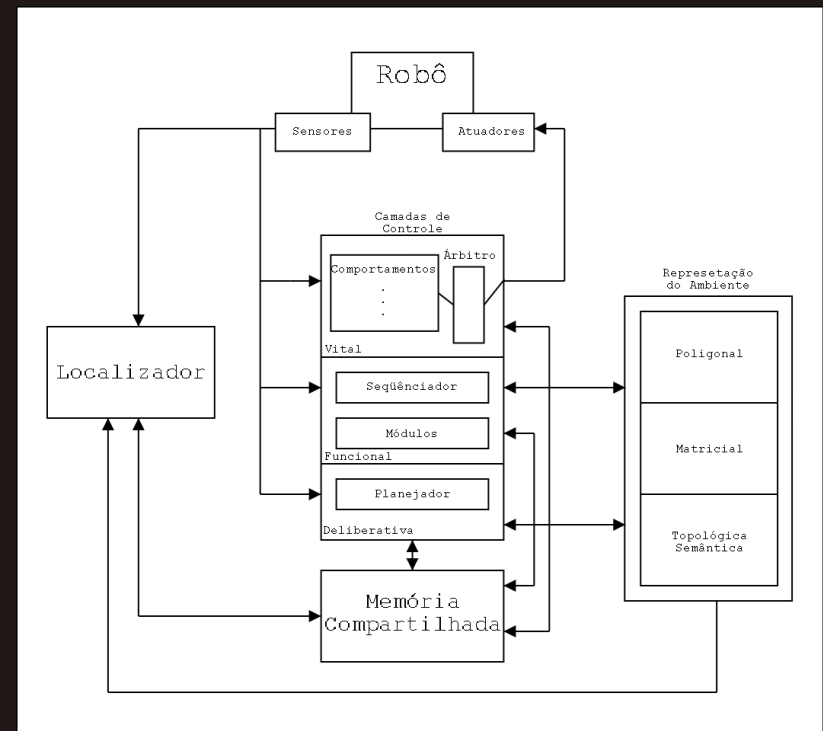 Robô
Sensores
Atuadores
Camadas de
Controle
Árbitro
Comportamentos
.
.
.
Vital
Represetação
do Ambiente
Poligonal
Localizador
Seqüênciador
Módulos
Funcional
Matricial
Planejador
Deliberativa
Topológica
Semântica
Memória
Compartilhada